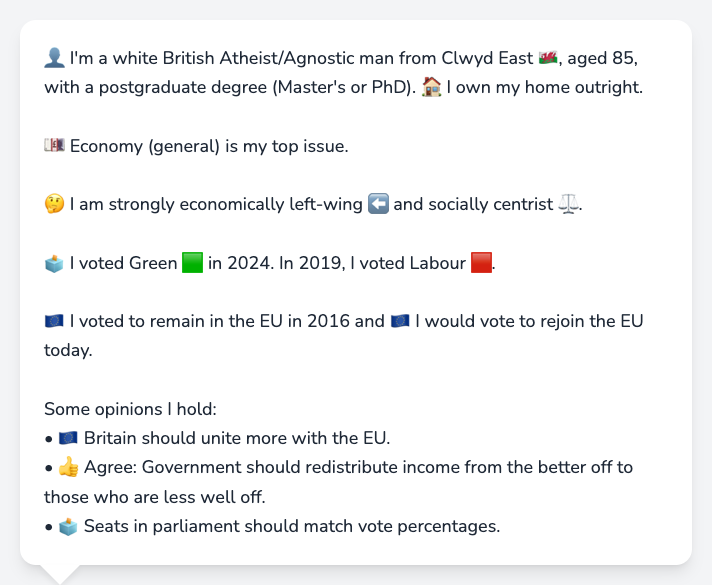 👤 I'm a white British Atheist/Agnostic man from Clwyd East 🏴󠁧󠁢󠁷󠁬󠁳󠁿, aged 85,
with a postgraduate degree (Master's or PhD). 🏠 I own my home outright.
💷 Economy (general) is my top issue.
🤔 I am strongly economically left-wing ⬅️ and socially centrist ⚖️.
🗳️ I voted Green 🟩 in 2024. In 2019, I voted Labour 🟥.
🇪🇺 I voted to remain in the EU in 2016 and 🇪🇺 I would vote to rejoin the EU
today.
Some opinions I hold:
• 🇪🇺 Britain should unite more with the EU.
• 👍 Agree: Government should redistribute income from the better off to
those who are less well off.
• 🗳️ Seats in parliament should match vote percentages.